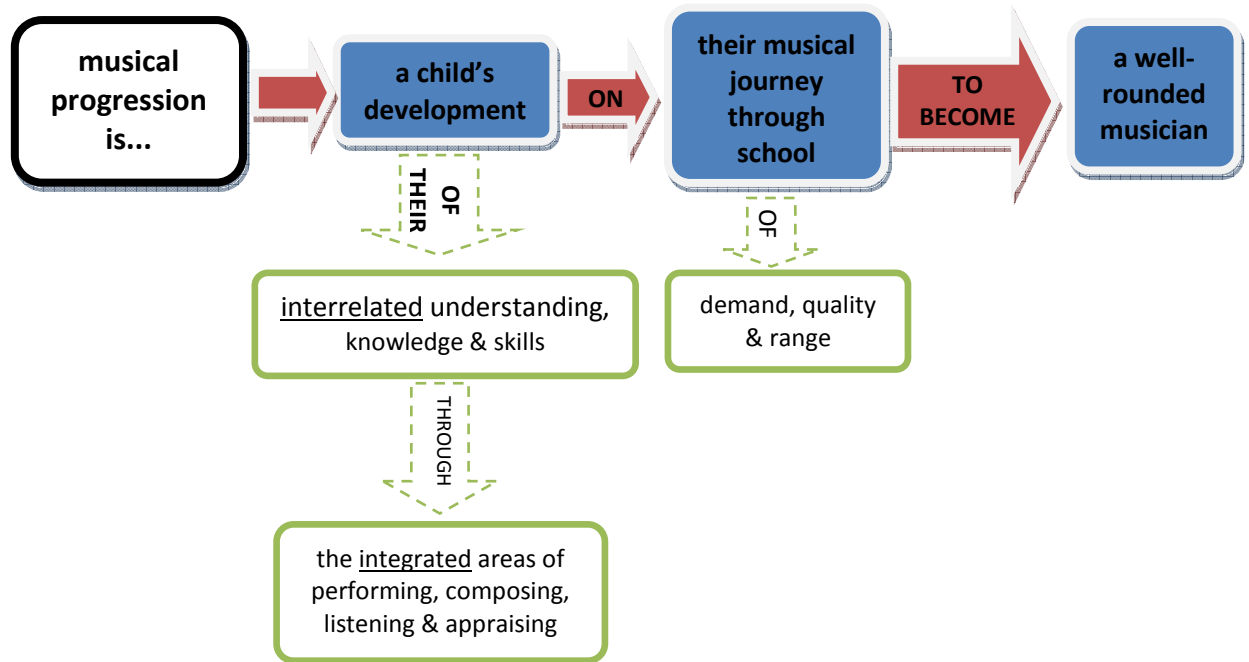 musical
progression
is...
a child’s
development
ON
their musical
journey
through
school
TO
BECOME
a well-
rounded
musician
OF
THEIR
interrelated understanding,
knowledge & skills
OF
demand, quality
& range
THROUGH
the integrated areas of
performing, composing,
listening & appraising